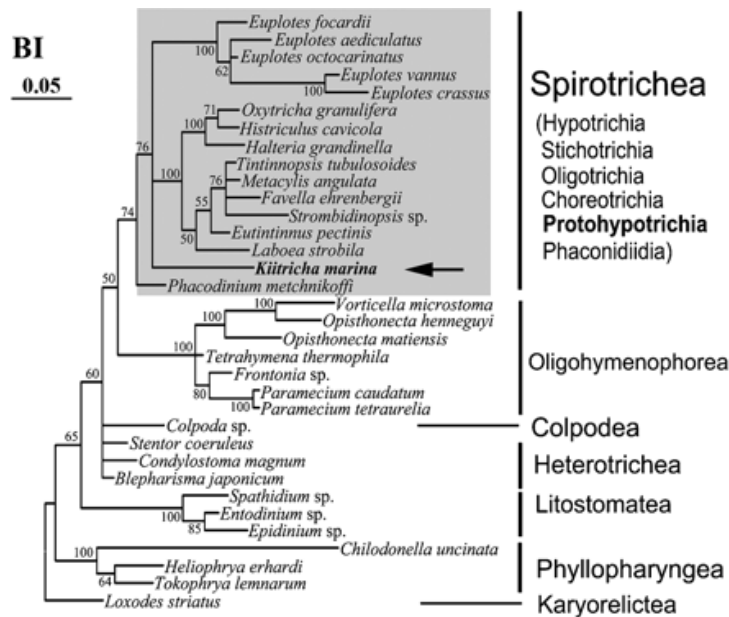 BI
0.05
Euplotes focardii
100
Euplotes aediculatus
Euplotes octocarinatus
62
Euplotes vannus
100
Euplotes crassus
76
71
Oxytricha granulifera
Histriculus cavicola
100
Halteria grandinella
100
Tintinnopsis tubulosoides
76
Metacylis angulata
Favella ehrenbergii
55
Strombidinopsis sp.
Eutintinnus pectinis
50
Laboea strobila
74
Kiitricha marina
Phacodinium metchnikoffi
50
100
Vorticella microstoma
100
Opisthonecta henneguyi
Opisthonecta matiensis
100
Tetrahymena thermophila
Frontonia sp.
80
Paramecium caudatum
100
Paramecium tetraurelia
60
Colpoda sp.
65
Stentor coeruleus
Condylostoma magnum
Blepharisma japonicum
Spathidium sp.
100
Entodinium sp.
85
Epidinium sp.
100
Chilodonella uncinata
Heliophrya erhardi
64
Tokophrya lemnarum
Loxodes striatus
Spirotrichea
(Hypotrichia
Stichotrichia
Oligotrichia
Choreotrichia
Protohypotrichia
Phaconidiidia)
Oligohymenophorea
Colpodea
Heterotrichea
Litostomatea
Phyllopharyngea
Karyorelictea